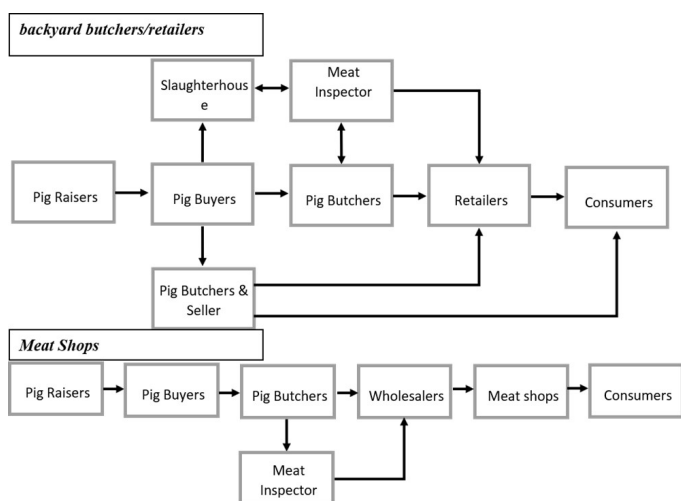 backyard butchers/retailers
Slaughterhous
e
Meat
Inspector
Pig Raisers
Pig Buyers
Pig Butchers
Retailers
Consumers
Pig Butchers &
Seller
Meat Shops
Pig Raisers
Pig Buyers
Pig Butchers
Wholesalers
Meat shops
Consumers
Meat
Inspector